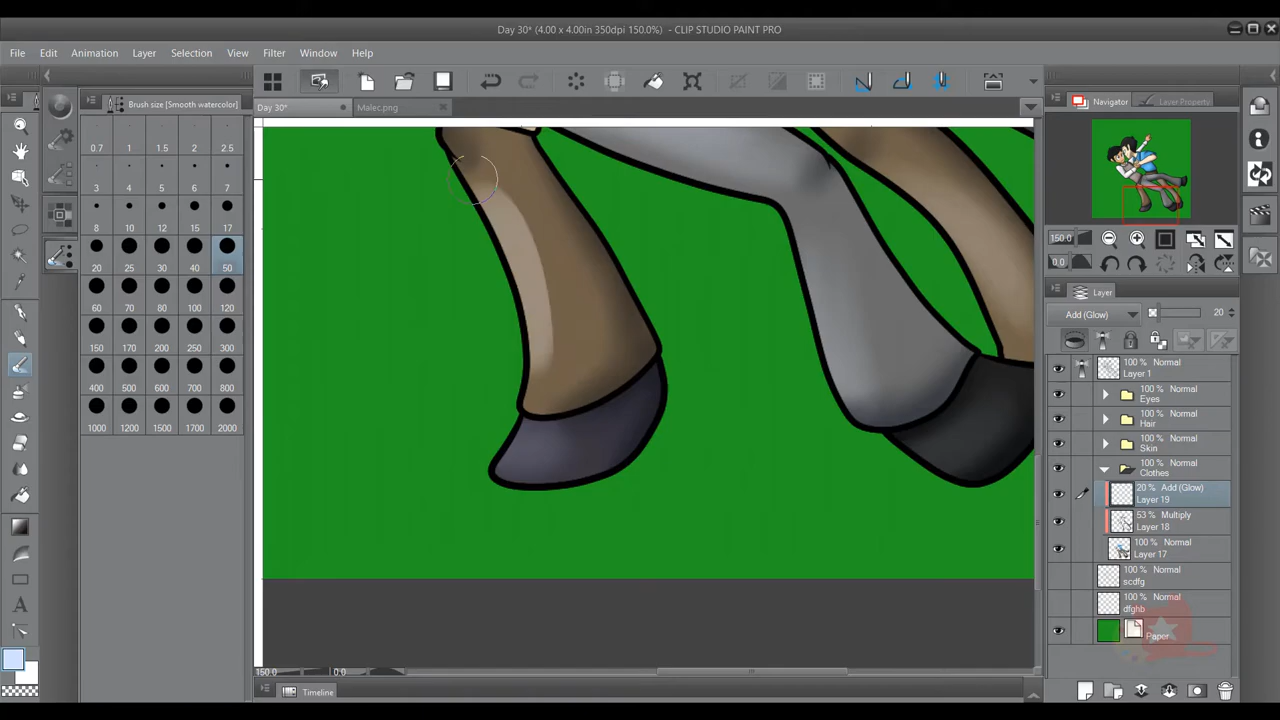 Day 30* (4.00 x 4.00in 350dpi 150.0%) - CLIP STUDIO PAINT PRO
File Edit Animation Layer Selection View Filter Window Help
Brush size [Smooth watercolor]
Day 30* Malec.png
0.7 1 1.5 2 2.5
3 4 5 6 7
8 10 12 15 17
20 25 30 40 50
60 70 80 100 120
150 170 200 250 300
400 500 600 700 800
1000 1200 1500 1700 2000
Navigator Layer Property
150.0
0.0
Layer
Add (Glow) 20
100 % Normal
Layer 1
100 % Normal
Eyes
100 % Normal
Hair
100 % Normal
Skin
100 % Normal
Clothes
20 % Add (Glow)
Layer 19
53 % Multiply
Layer 18
100 % Normal
Layer 17
100 % Normal
scdfg
100 % Normal
dfghb
Paper
150.0 0.0
Timeline
A